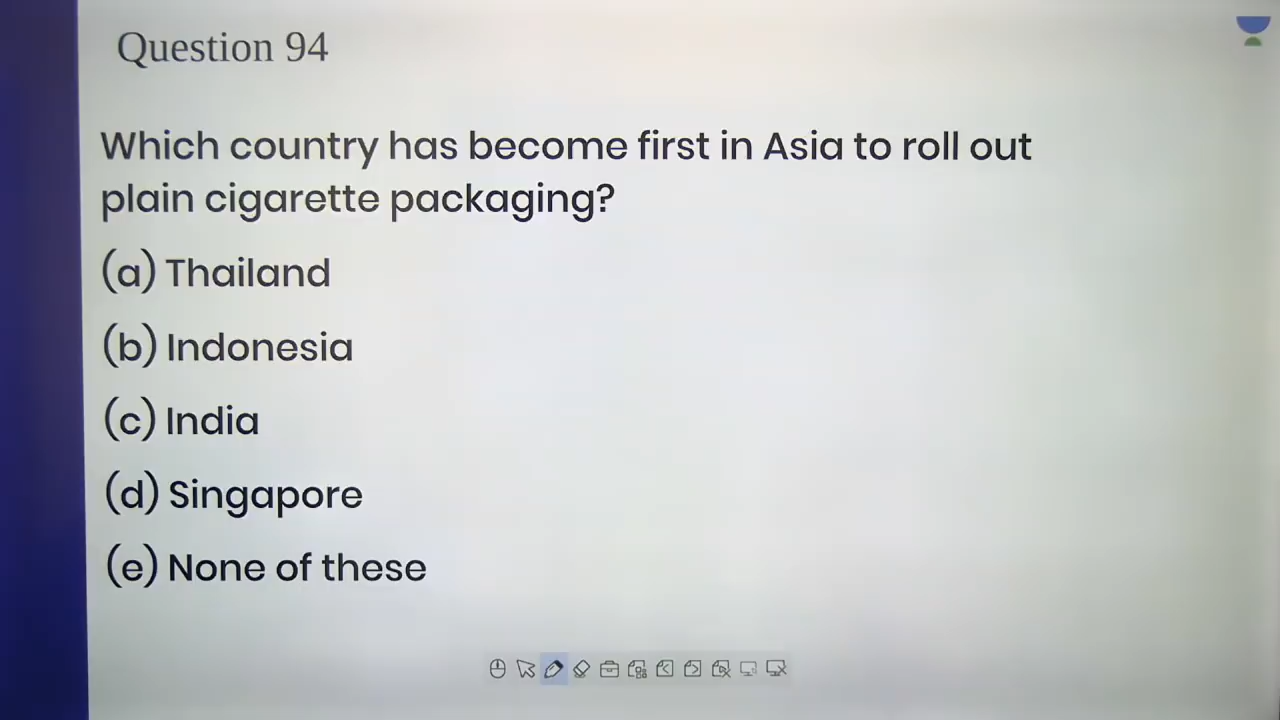 Question 94
Which country has become first in Asia to roll out
plain cigarette packaging?
(a) Thailand
(b) Indonesia
(c) India
(d) Singapore
(e) None of these